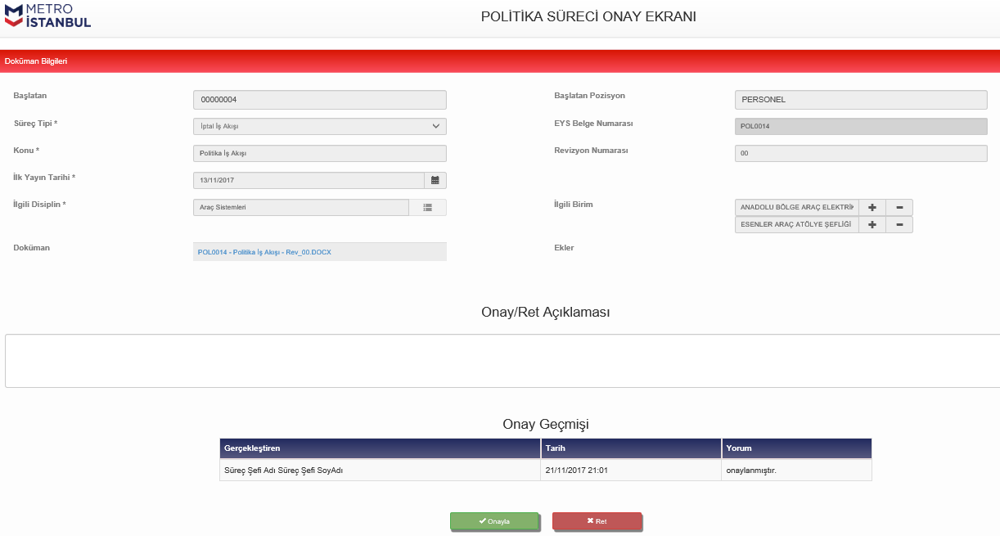 METRO
İSTANBUL
POLİTİKA SÜRECİ ONAY EKRANI
Doküman Bilgileri
Başlatan 00000004 Başlatan Pozisyon PERSONEL
Süreç Tipi * İptal İş Akışı EYS Belge Numarası POL0014
Konu * Politika İş Akışı Revizyon Numarası 00
İlk Yayın Tarihi * 13/11/2017
İlgili Disiplin * Araç Sistemleri İlgili Birim ANADOLU BÖLGE ARAÇ ELEKTRİK
ESENLER ARAÇ ATÖLYE ŞEFLİĞİ
Doküman POL0014 - Politika İş Akışı - Rev_00.DOCX Ekler
Onay/Ret Açıklaması
Onay Geçmişi
Gerçekleştiren Tarih Yorum
Süreç Şefi Adı Süreç Şefi SoyAdı 21/11/2017 21:01 onaylanmıştır.
Onayla Ret